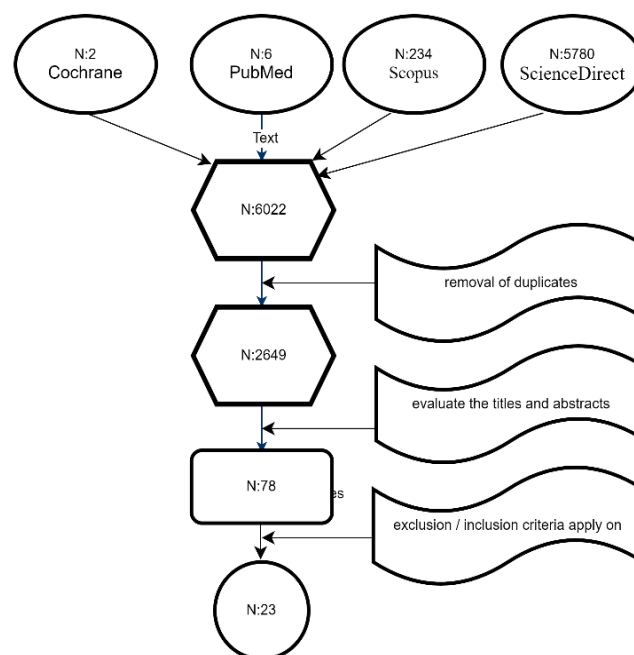 N:2
Cochrane
N:6
PubMed
N:234
Scopus
N:5780
ScienceDirect
Text
N:6022
removal of duplicates
N:2649
evaluate the titles and abstracts
N:78
es
exclusion / inclusion criteria apply on
N:23